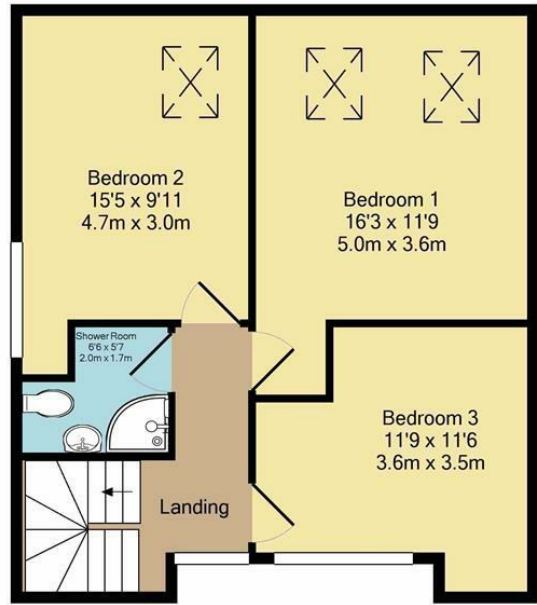 Bedroom 2
15'5 x 9'11
4.7m x 3.0m
Bedroom 1
16'3 x 11'9
5.0m x 3.6m
Shower Room
6'6 x 5'7
2.0m x 1.7m
Bedroom 3
11'9 x 11'6
3.6m x 3.5m
Landing